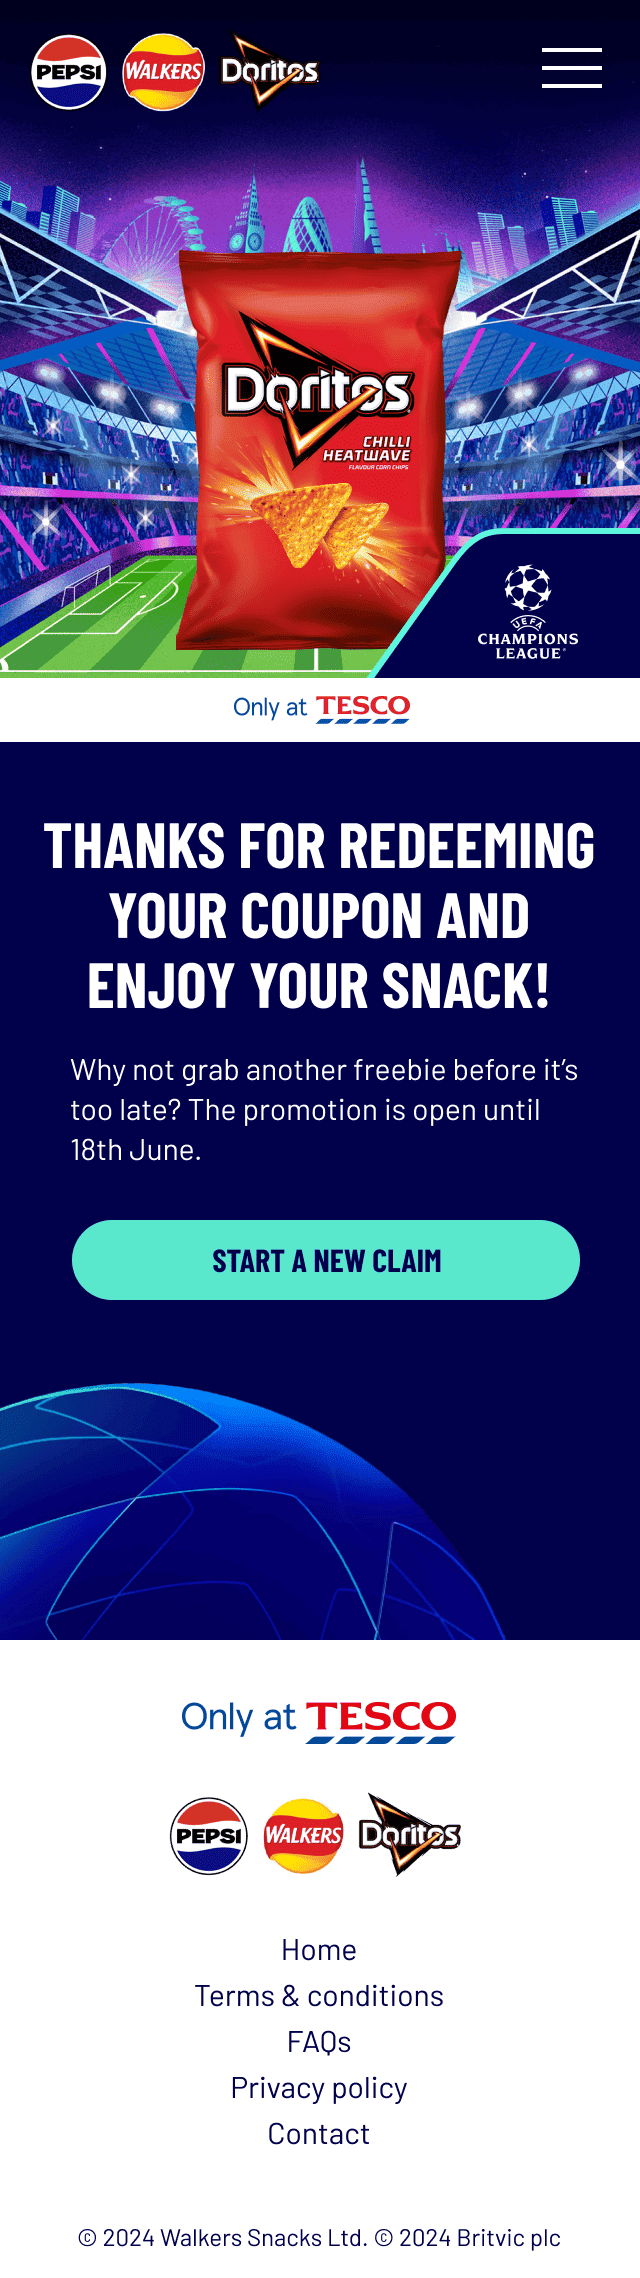 PEPSI WALKERS Doritos
Doritos
CHILLI
HEATWAVE
FLAVOUR CORN CHIPS
UEFA
CHAMPIONS
LEAGUE®
Only at TESCO
THANKS FOR REDEEMING
YOUR COUPON AND
ENJOY YOUR SNACK!
Why not grab another freebie before it’s
too late? The promotion is open until
18th June.
START A NEW CLAIM
Only at TESCO
PEPSI WALKERS Doritos
Home
Terms & conditions
FAQs
Privacy policy
Contact
© 2024 Walkers Snacks Ltd. © 2024 Britvic plc